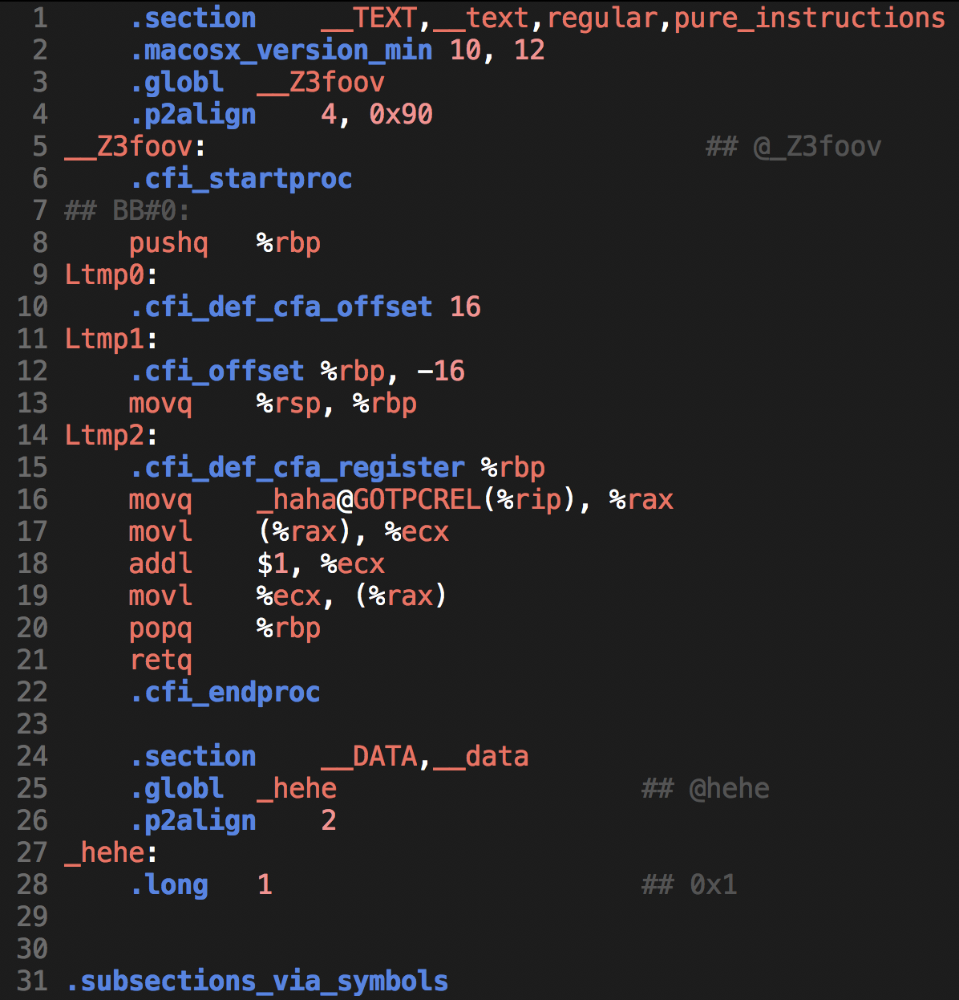 1 .section __TEXT,__text,regular,pure_instructions
2 .macosx_version_min 10, 12
3 .globl __Z3foov
4 .p2align 4, 0x90
5 __Z3foov: ## @_Z3foov
6 .cfi_startproc
7 ## BB#0:
8 pushq %rbp
9 Ltmp0:
10 .cfi_def_cfa_offset 16
11 Ltmp1:
12 .cfi_offset %rbp, -16
13 movq %rsp, %rbp
14 Ltmp2:
15 .cfi_def_cfa_register %rbp
16 movq _haha@GOTPCREL(%rip), %rax
17 movl (%rax), %ecx
18 addl $1, %ecx
19 movl %ecx, (%rax)
20 popq %rbp
21 retq
22 .cfi_endproc
23
24 .section __DATA,__data
25 .globl _hehe ## @hehe
26 .p2align 2
27 _hehe:
28 .long 1 ## 0x1
29
30
31 .subsections_via_symbols